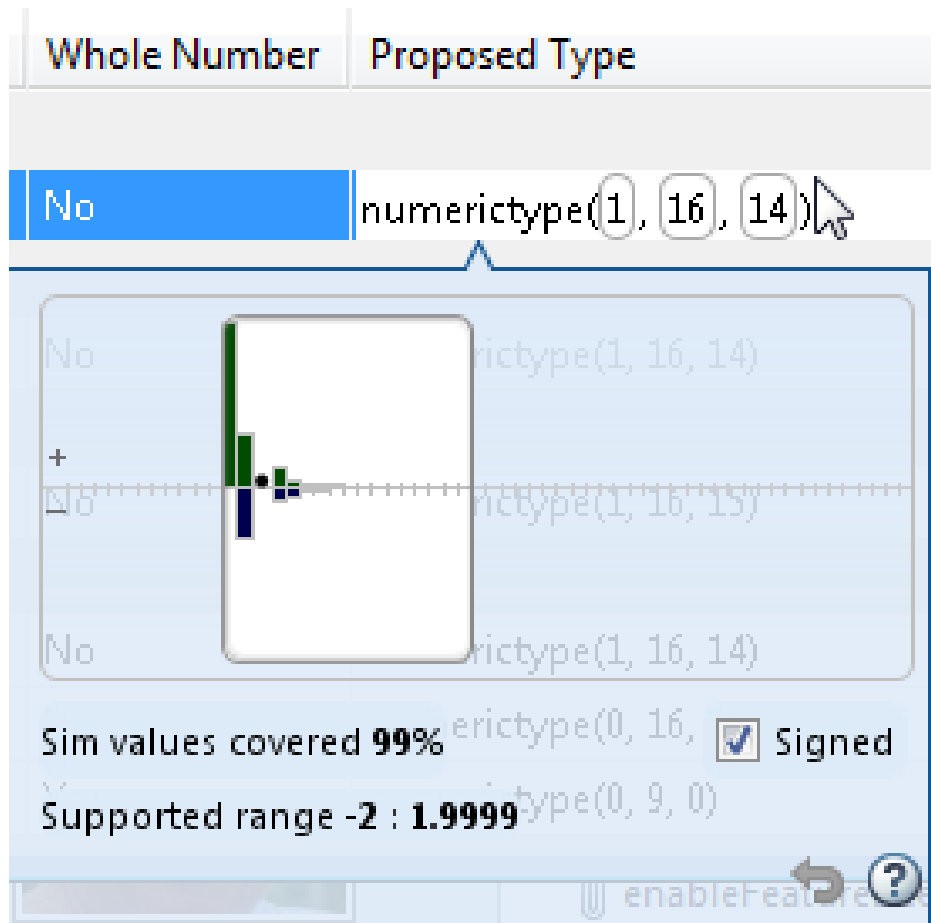 Whole Number Proposed Type
No numerictype(1, 16, 14)
No rictype(1, 16, 14)
+
No rictype(1, 16, 15)
No rictype(1, 16, 14)
erictype(0, 16,
Sim values covered 99% Signed
type(0, 9, 0)
Supported range -2 : 1.9999
?